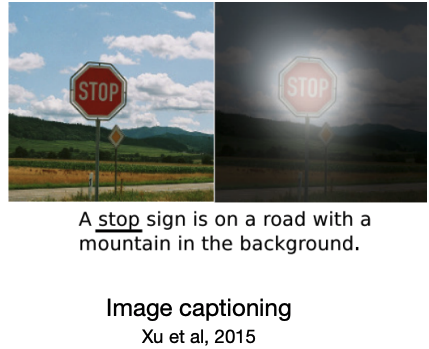 STOP STOP
A stop sign is on a road with a
mountain in the background.
Image captioning
Xu et al, 2015